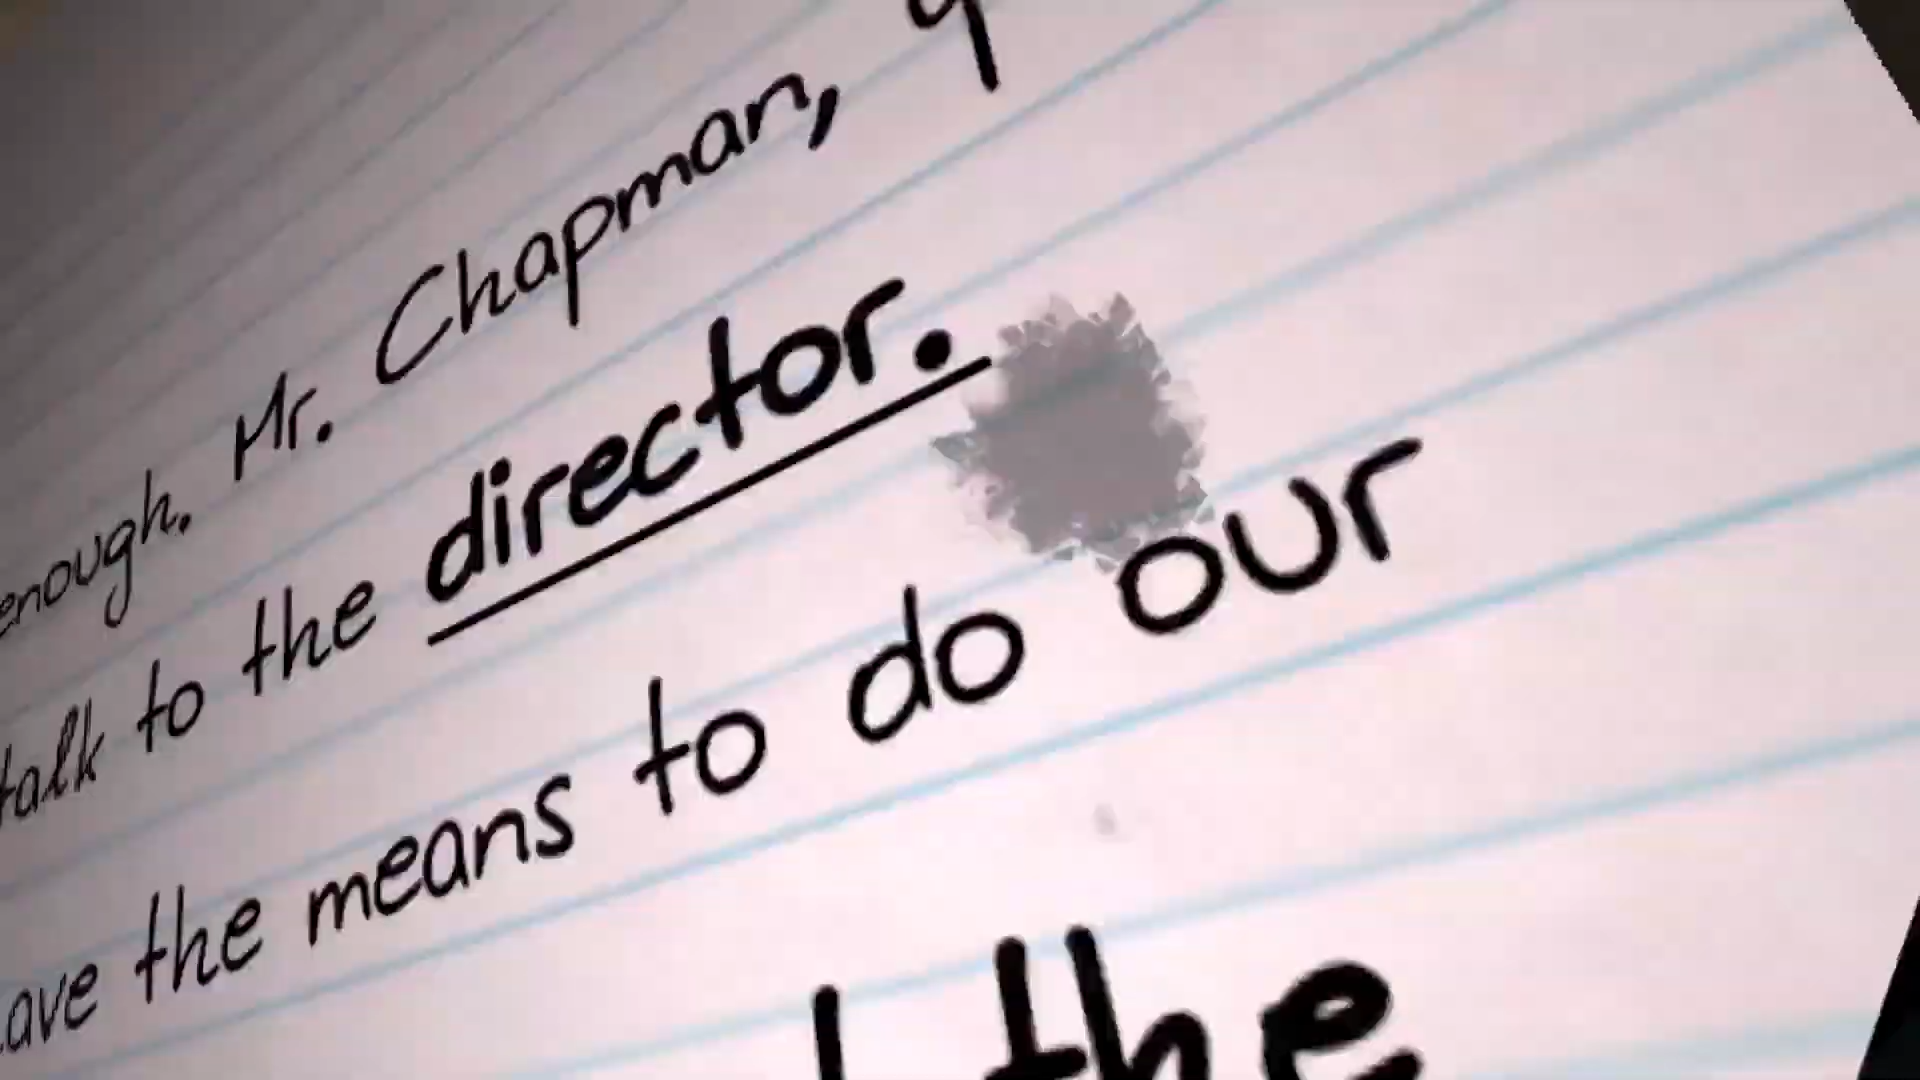 enough. Mr. Chapman,
talk to the director.
the means to do our
the